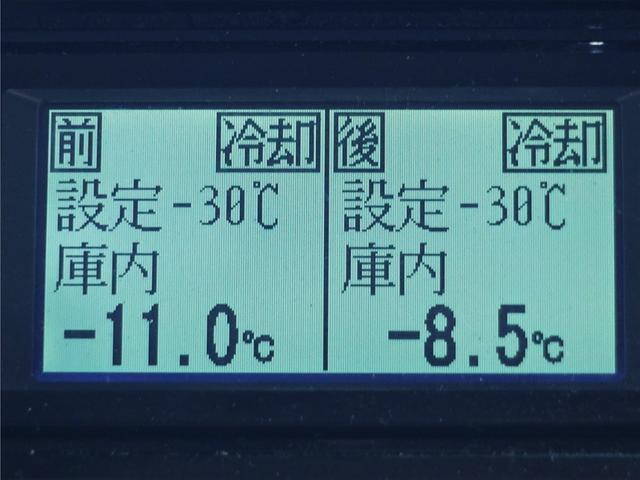 前 冷却
設定-30℃
庫内
-11.0℃
後 冷却
設定-30℃
庫内
-8.5℃